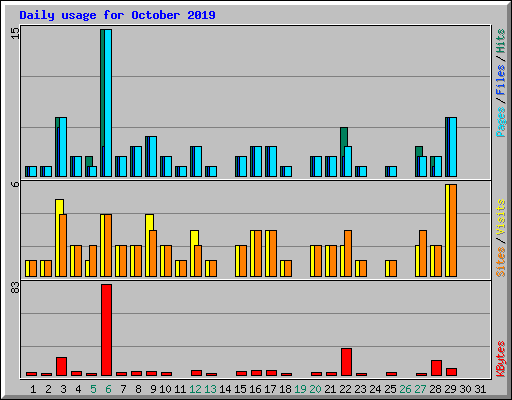 Daily usage for October 2019
15
Pages / Files / Hits
6
Sites / Visits
83
KBytes
1 2 3 4 5 6 7 8 9 10 11 12 13 14 15 16 17 18 19 20 21 22 23 24 25 26 27 28 29 30 31